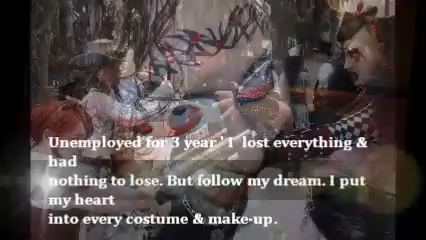 Unemployed for 3 year ' I  lost everything &
had
nothing to lose. But follow my dream. I put
my heart
into every costume & make-up.